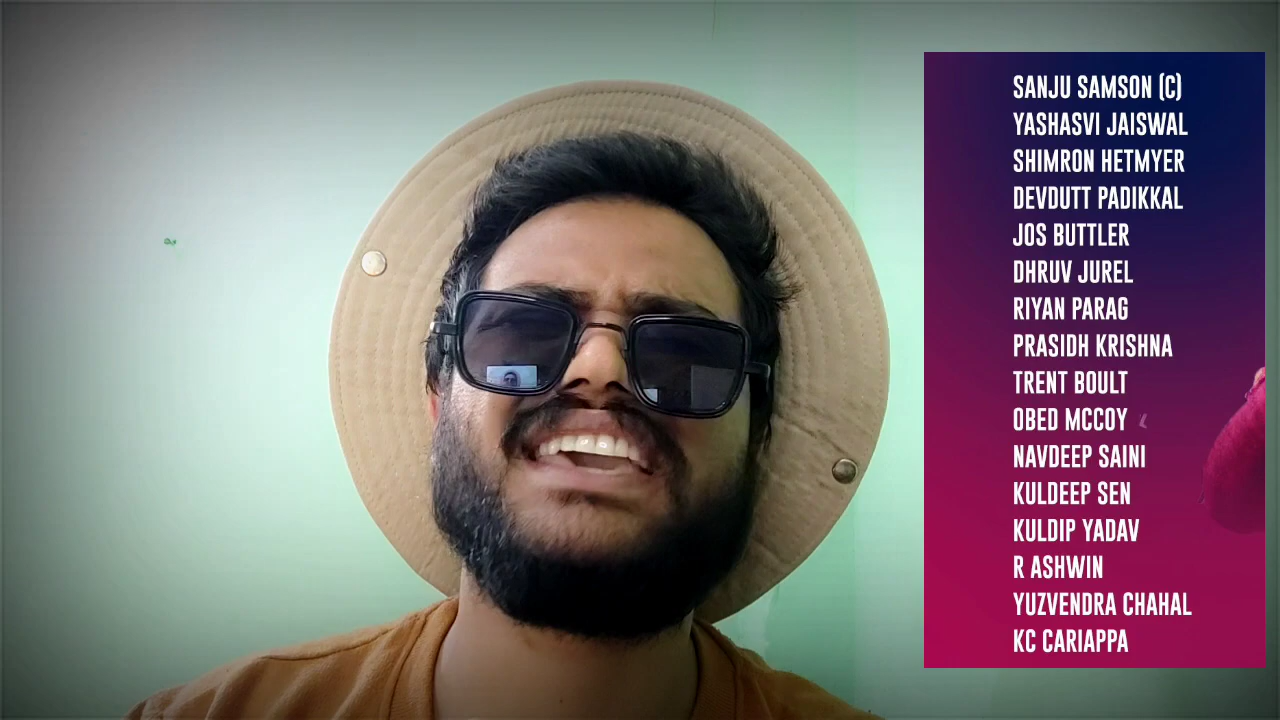 SANJU SAMSON (C)
YASHASVI JAISWAL
SHIMRON HETMYER
DEVDUTT PADIKKAL
JOS BUTTLER
DHRUV JUREL
RIYAN PARAG
PRASIDH KRISHNA
TRENT BOULT
OBED MCCOY
NAVDEEP SAINI
KULDEEP SEN
KULDIP YADAV
R ASHWIN
YUZVENDRA CHAHAL
KC CARIAPPA